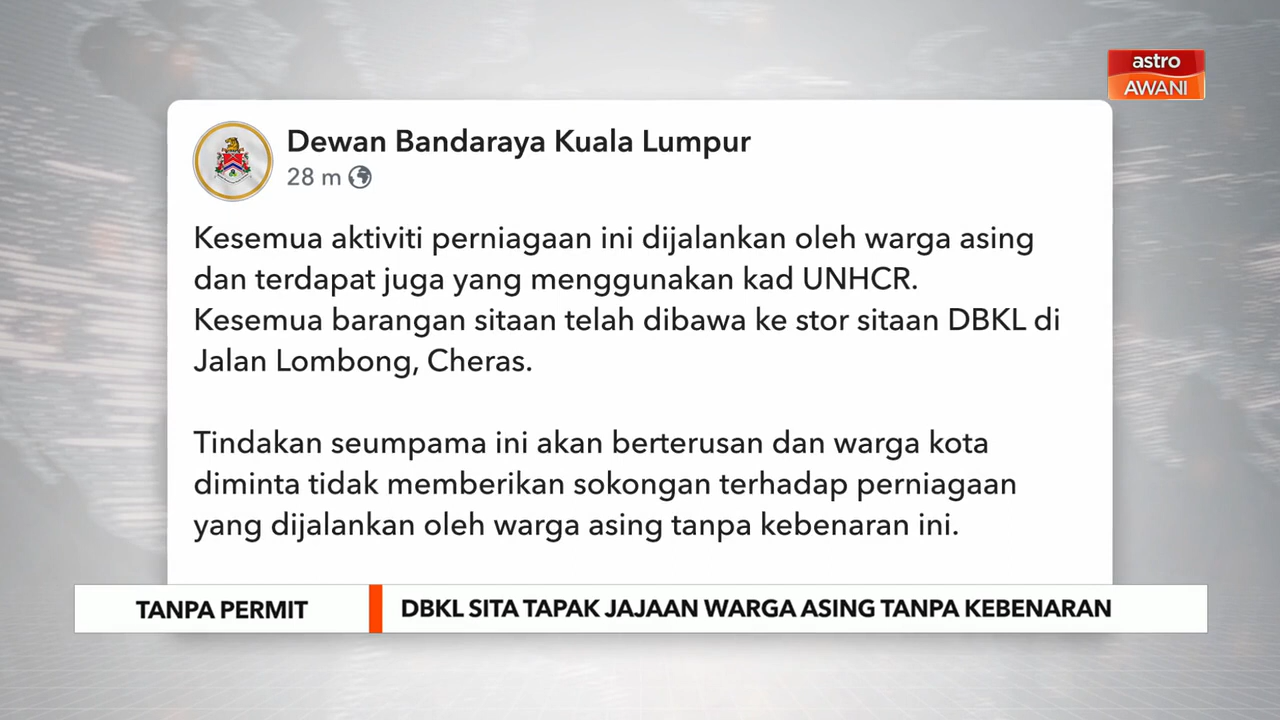 astro
AWANI
Dewan Bandaraya Kuala Lumpur
28 m
Kesemua aktiviti perniagaan ini dijalankan oleh warga asing
dan terdapat juga yang menggunakan kad UNHCR.
Kesemua barangan sitaan telah dibawa ke stor sitaan DBKL di
Jalan Lombong, Cheras.
Tindakan seumpama ini akan berterusan dan warga kota
diminta tidak memberikan sokongan terhadap perniagaan
yang dijalankan oleh warga asing tanpa kebenaran ini.
TANPA PERMIT
DBKL SITA TAPAK JAJAAN WARGA ASING TANPA KEBENARAN